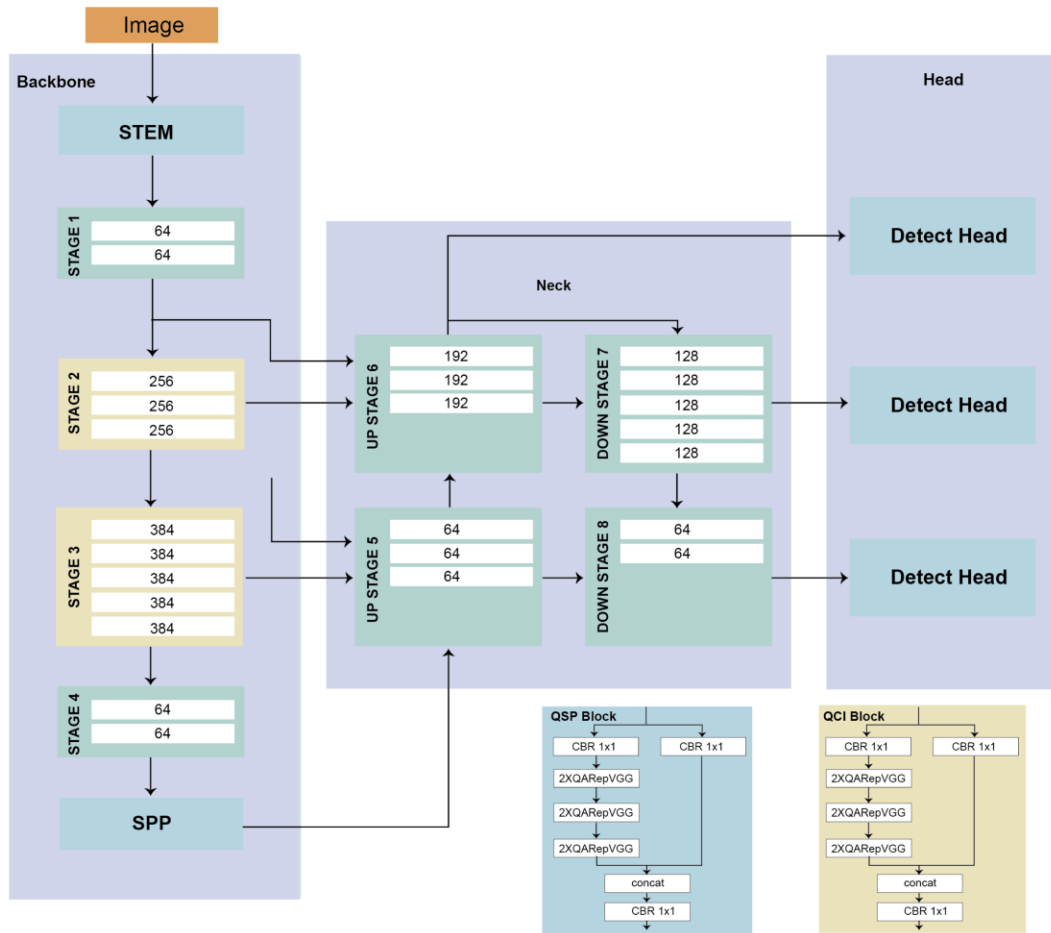 Image
Backbone
STEM
STAGE 1
64
64
STAGE 2
256
256
256
STAGE 3
384
384
384
384
384
STAGE 4
64
64
SPP
Neck
UP STAGE 6
192
192
192
DOWN STAGE 7
128
128
128
128
128
UP STAGE 5
64
64
64
DOWN STAGE 8
64
64
Head
Detect Head
Detect Head
Detect Head
QSP Block
CBR 1x1
CBR 1x1
2XQARepVGG
2XQARepVGG
2XQARepVGG
concat
CBR 1x1
QCI Block
CBR 1x1
CBR 1x1
2XQARepVGG
2XQARepVGG
2XQARepVGG
concat
CBR 1x1